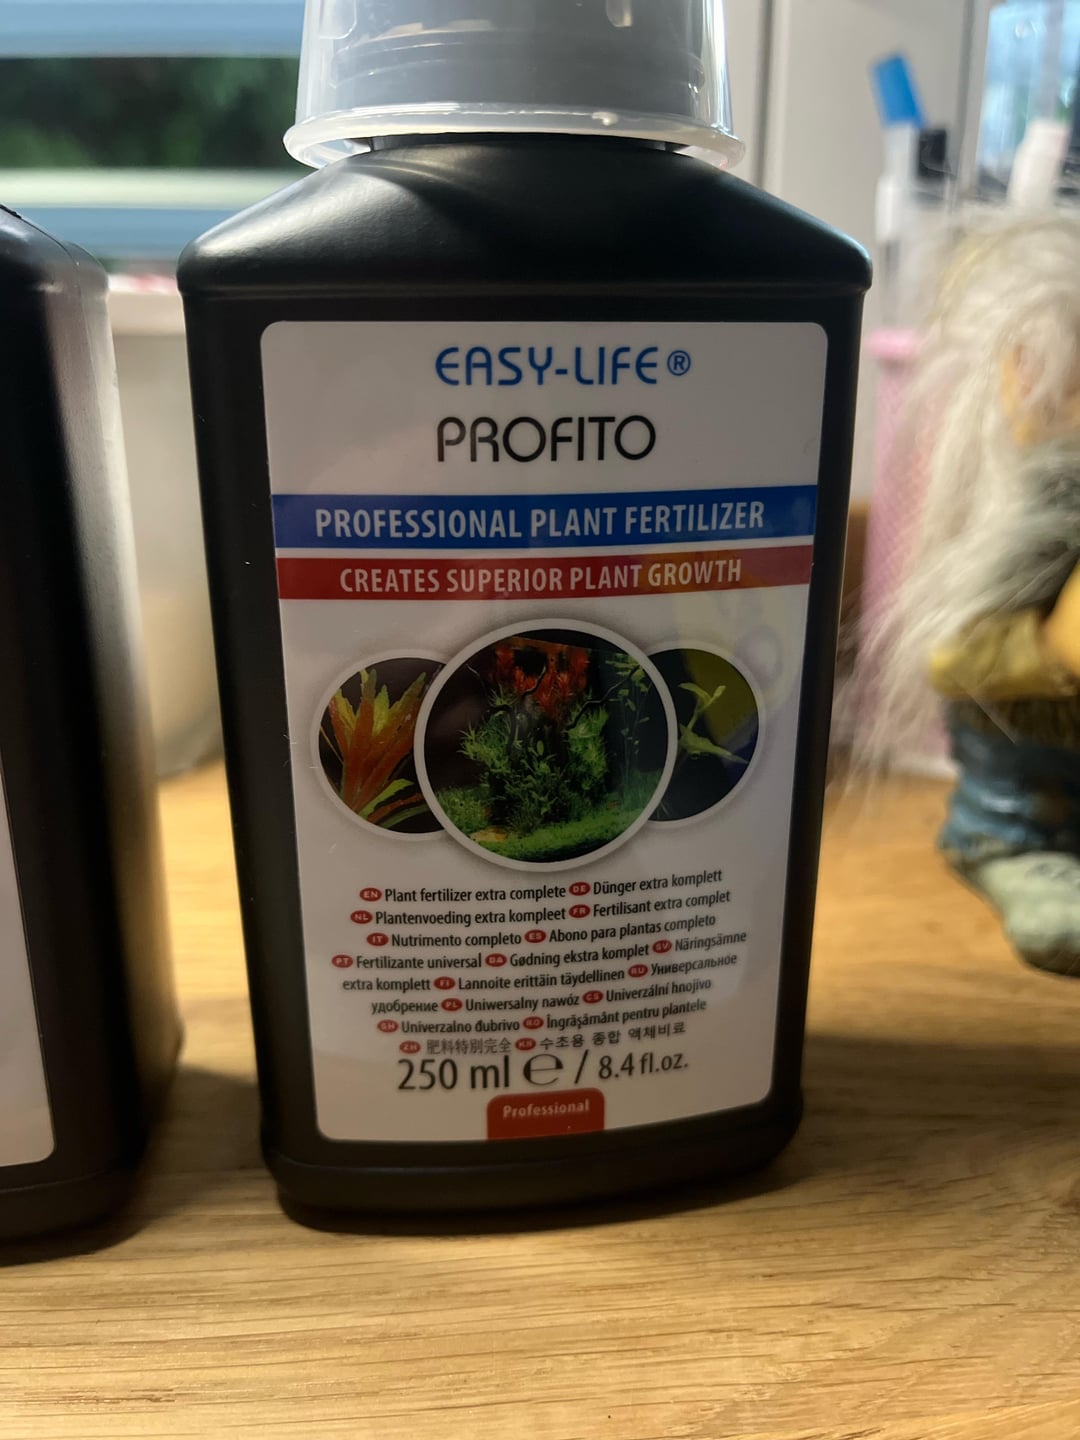 EASY-LIFE®
PROFITO
PROFESSIONAL PLANT FERTILIZER
CREATES SUPERIOR PLANT GROWTH
EN Plant fertilizer extra complete DE Dünger extra komplett
NL Plantenvoeding extra kompleet FR Fertilisant extra complet
IT Nutrimento completo ES Abono para plantas completo
PT Fertilizante universal DA Gødning ekstra komplet SV Näringsämne
extra komplett FI Lannoite erittäin täydellinen RU Универсальное
удобрение PL Uniwersalny nawóz CS Univerzální hnojivo
SH Univerzalno đubrivo RO Îngrășământ pentru plantele
ZH 肥料特別完全 KR 수조용 종합 액체비료
250 ml ℮ / 8.4 fl.oz.
Professional